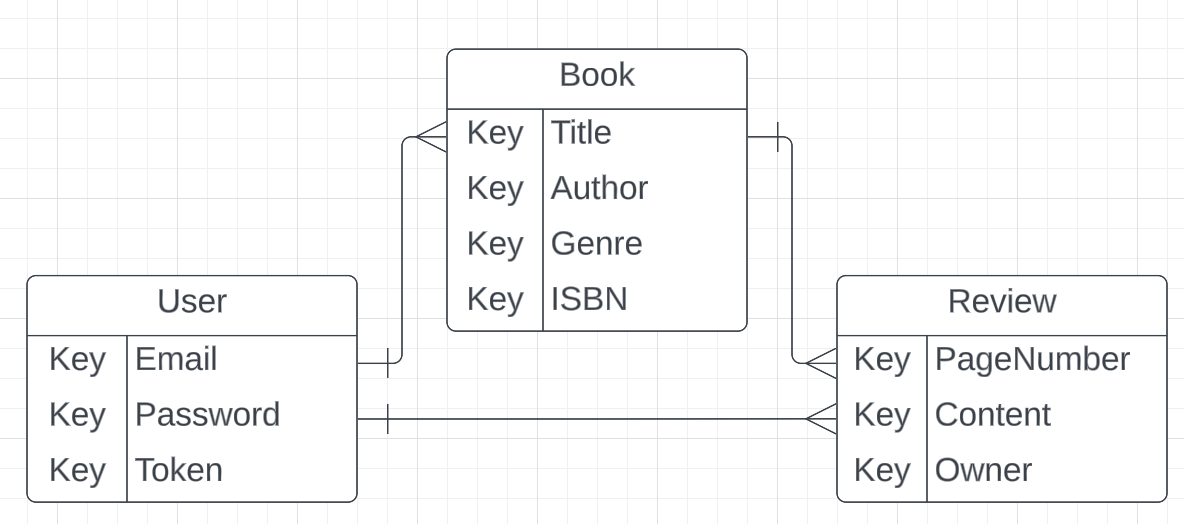 Book
Key Title
Key Author
Key Genre
Key ISBN
User
Key Email
Key Password
Key Token
Review
Key PageNumber
Key Content
Key Owner